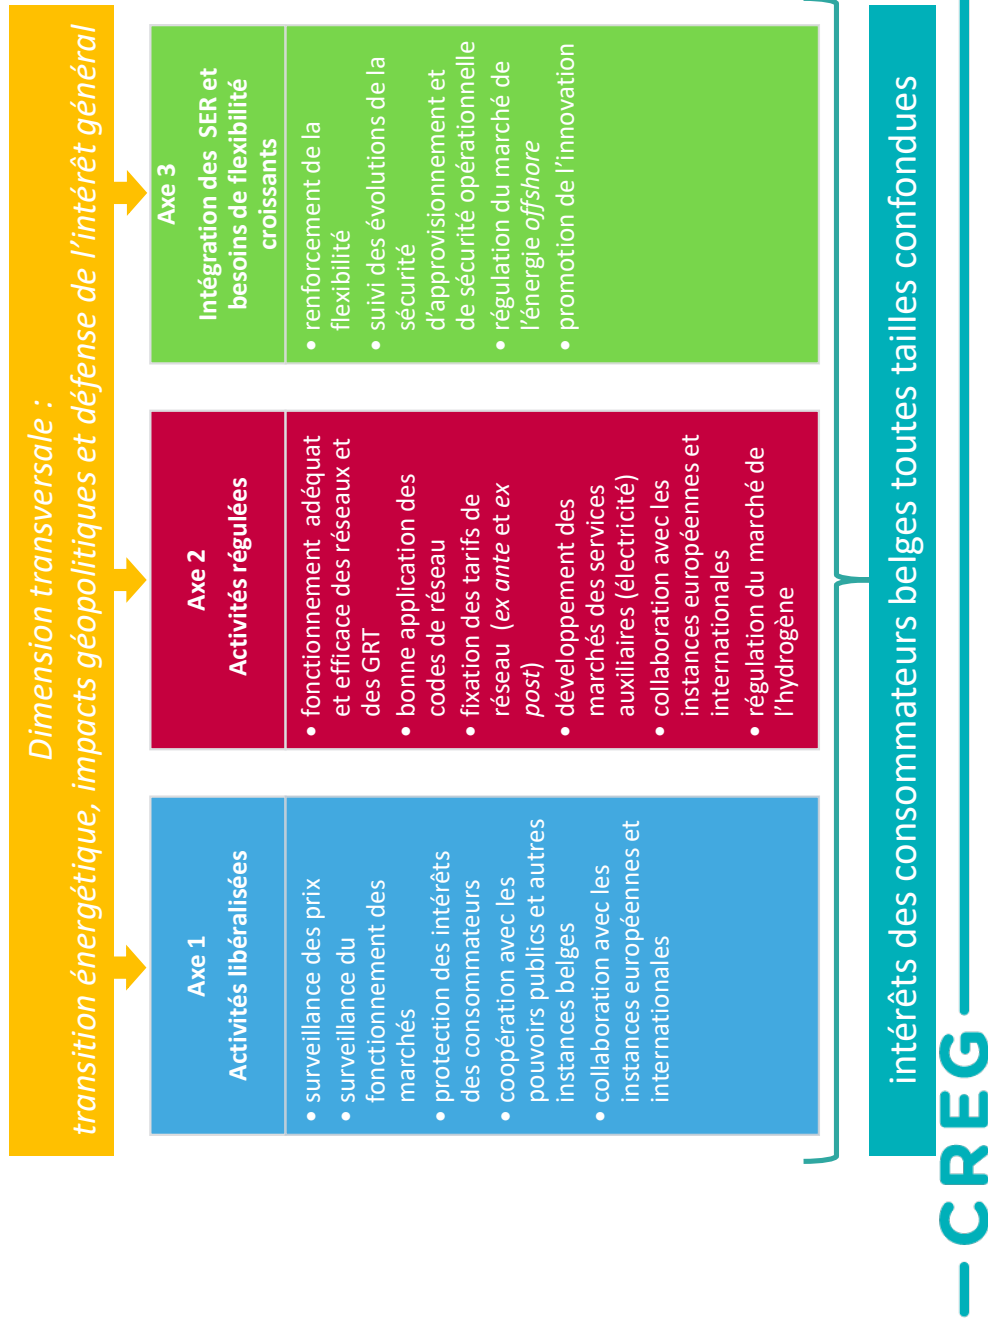 Dimension transversale :
transition énergétique, impacts géopolitiques et défense de l'intérêt général
Axe 1
Activités libéralisées
• surveillance des prix
• surveillance du
fonctionnement des
marchés
• protection des intérêts
des consommateurs
• coopération avec les
pouvoirs publics et autres
instances belges
• collaboration avec les
instances européennes et
internationales
Axe 2
Activités régulées
• fonctionnement adéquat
et efficace des réseaux et
des GRT
• bonne application des
codes de réseau
• fixation des tarifs de
réseau (ex ante et ex
post)
• développement des
marchés des services
auxiliaires (électricité)
• collaboration avec les
instances européennes et
internationales
• régulation du marché de
l'hydrogène
Axe 3
Intégration des SER et
besoins de flexibilité
croissants
• renforcement de la
flexibilité
• suivi des évolutions de la
sécurité
d'approvisionnement et
de sécurité opérationnelle
• régulation du marché de
l'énergie offshore
• promotion de l'innovation
intérêts des consommateurs belges toutes tailles confondues
CREG